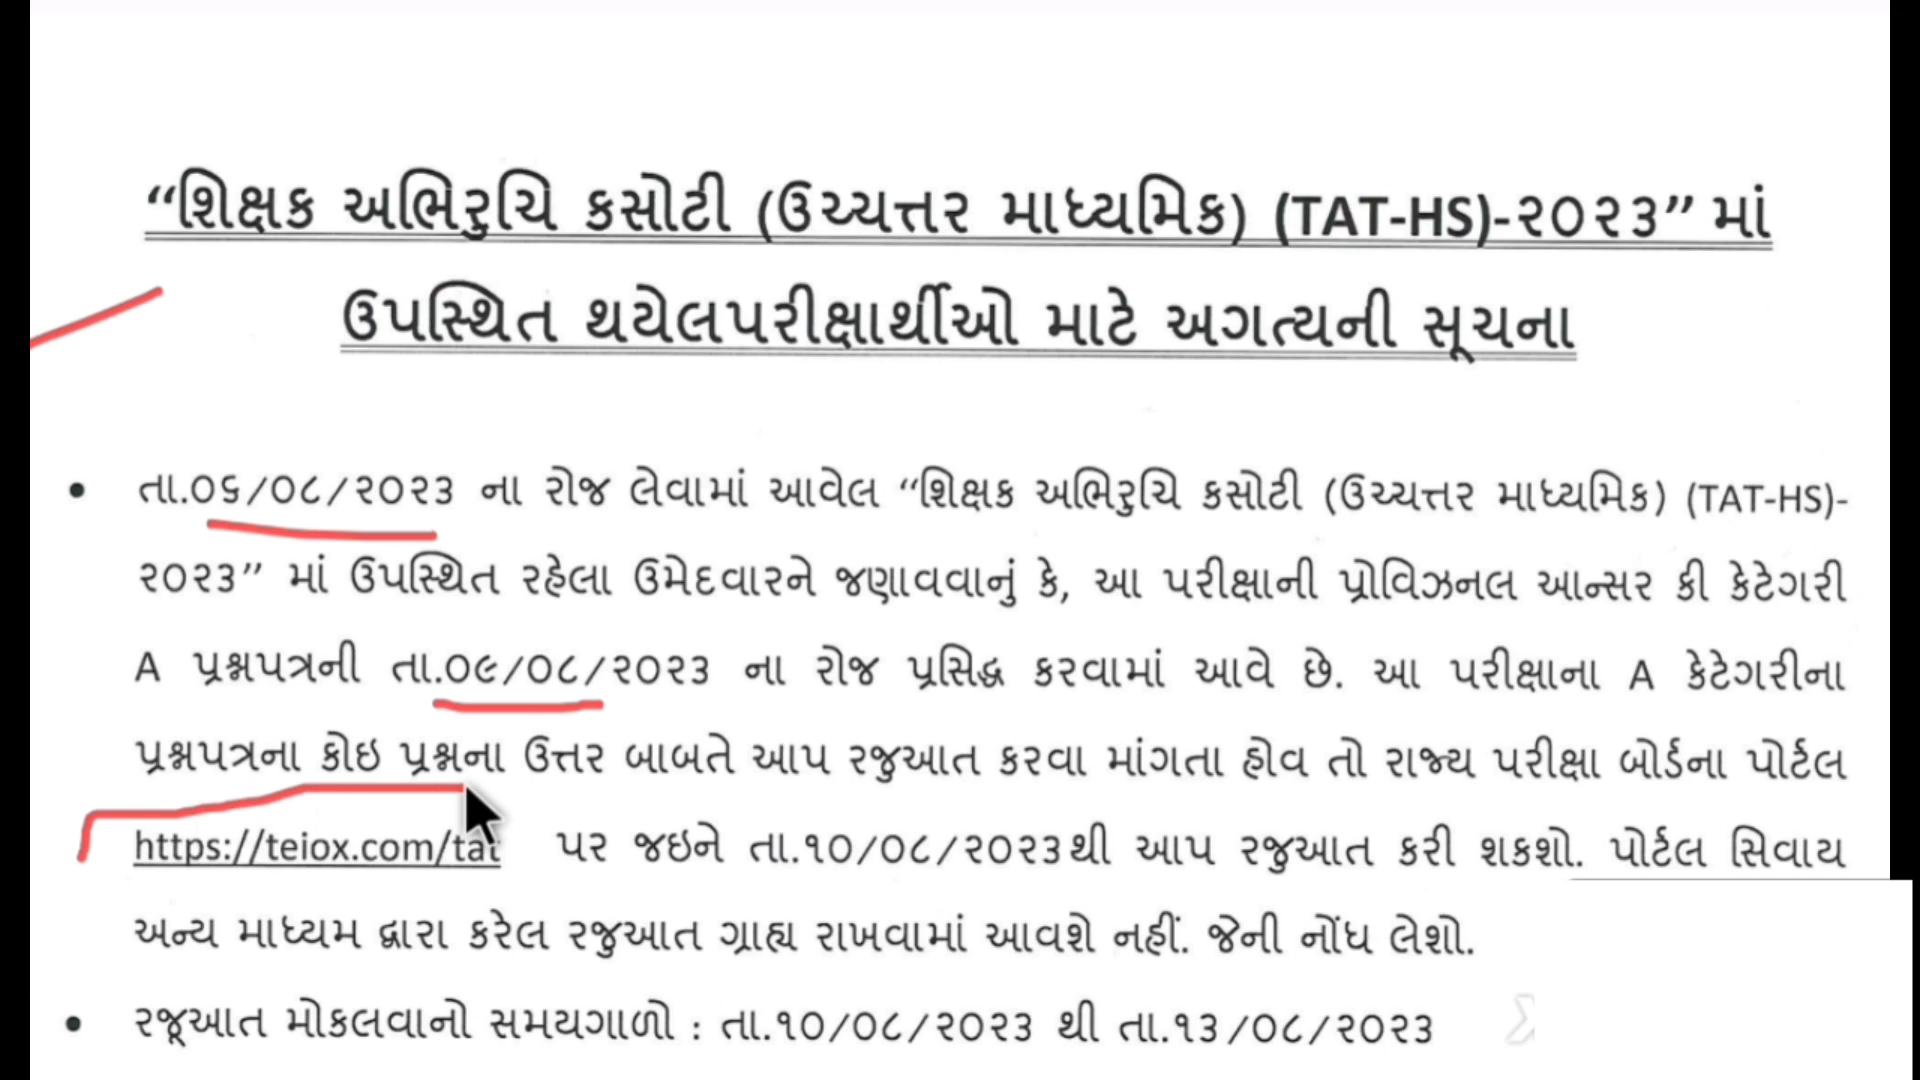 “શિક્ષક અભિરુચિ કસોટી (ઉચ્ચત્તર માધ્યમિક) (TAT-HS)-૨૦૨૩” માં
ઉપસ્થિત થયેલપરીક્ષાર્થીઓ માટે અગત્યની સૂચના
• તા.૦૬/૦૮/૨૦૨૩ ના રોજ લેવામાં આવેલ “શિક્ષક અભિરુચિ કસોટી (ઉચ્ચત્તર માધ્યમિક) (TAT-HS)-
૨૦૨૩” માં ઉપસ્થિત રહેલા ઉમેદવારને જણાવવાનું કે, આ પરીક્ષાની પ્રોવિઝનલ આન્સર કી કેટેગરી
A પ્રશ્નપત્રની તા.૦૯/૦૮/૨૦૨૩ ના રોજ પ્રસિદ્ધ કરવામાં આવે છે. આ પરીક્ષાના A કેટેગરીના
પ્રશ્નપત્રના કોઇ પ્રશ્નના ઉત્તર બાબતે આપ રજુઆત કરવા માંગતા હોવ તો રાજ્ય પરીક્ષા બોર્ડના પોર્ટલ
https://teiox.com/tat પર જઇને તા.૧૦/૦૮/૨૦૨૩થી આપ રજુઆત કરી શકશો. પોર્ટલ સિવાય
અન્ય માધ્યમ દ્વારા કરેલ રજુઆત ગ્રાહ્ય રાખવામાં આવશે નહીં. જેની નોંધ લેશો.
• રજૂઆત મોકલવાનો સમયગાળો : તા.૧૦/૦૮/૨૦૨૩ થી તા.૧૩/૦૮/૨૦૨૩